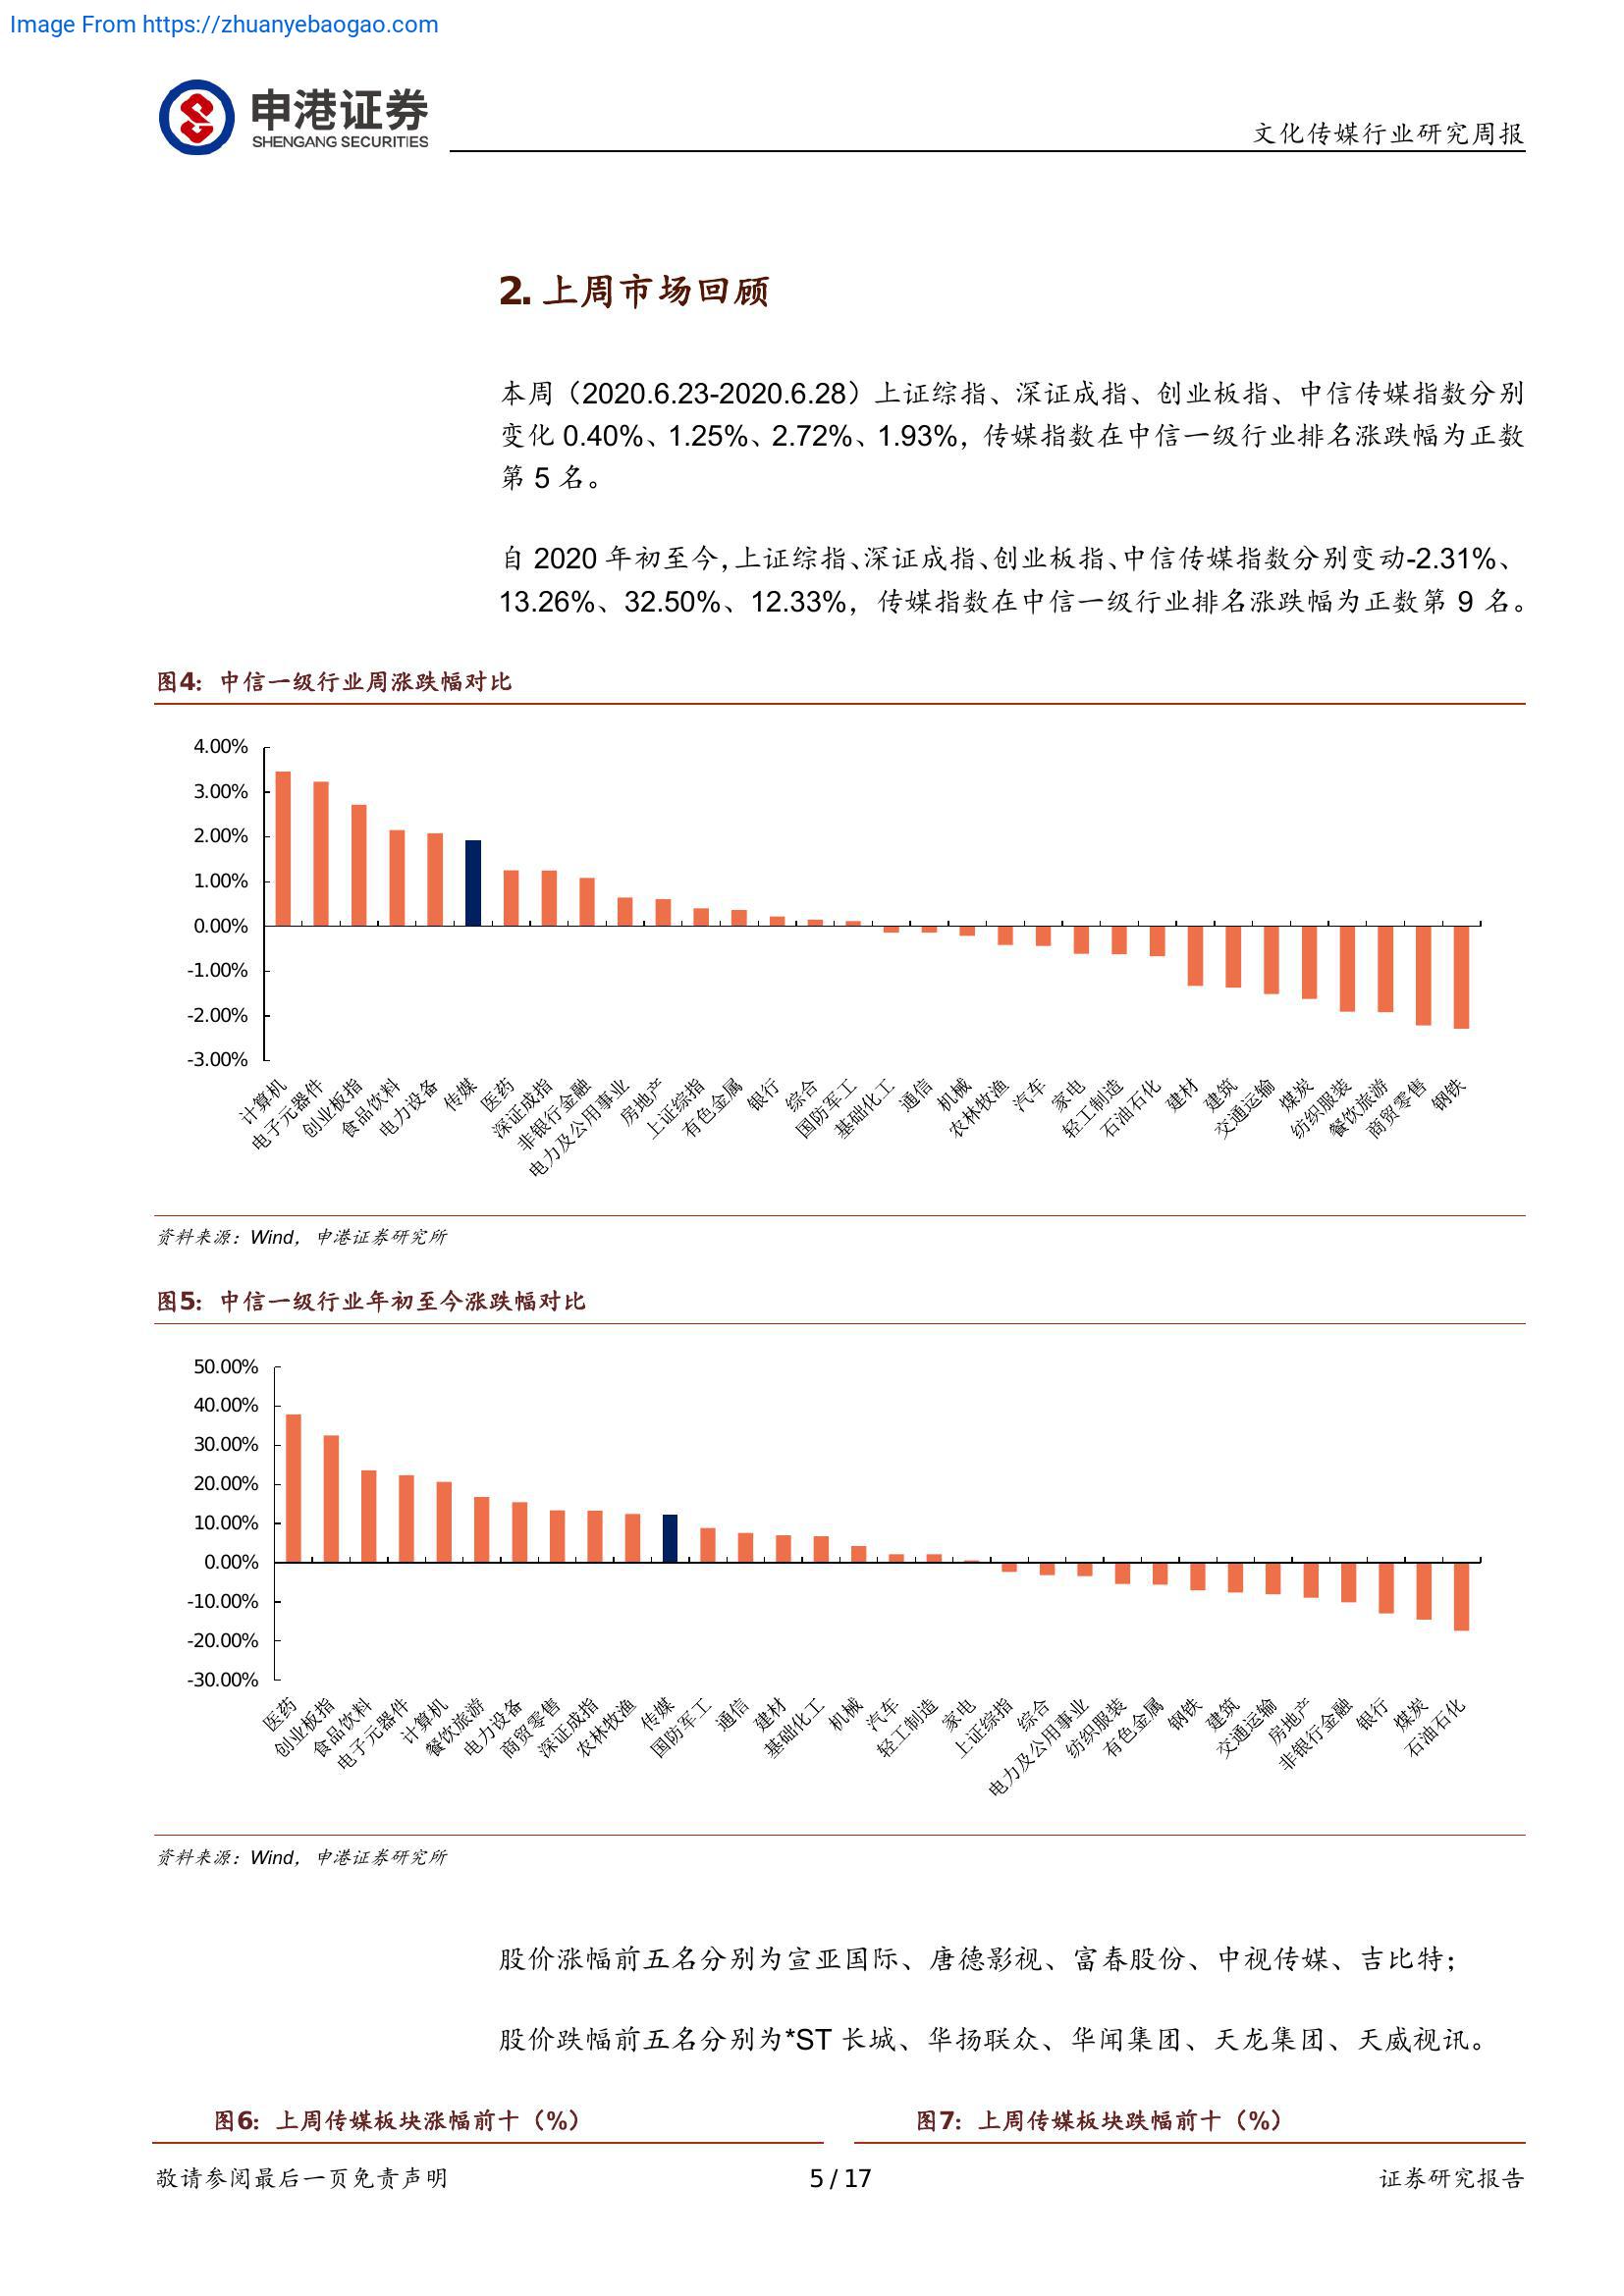 Image From https://zhuanyebaogao.com
申港证券
SHENGANG SECURITIES
文化传媒行业研究周报
2. 上周市场回顾
本周（2020.6.23-2020.6.28）上证综指、深证成指、创业板指、中信传媒指数分别
变化 0.40%、1.25%、2.72%、1.93%，传媒指数在中信一级行业排名涨跌幅为正数
第 5 名。
自 2020 年初至今，上证综指、深证成指、创业板指、中信传媒指数分别变动-2.31%、
13.26%、32.50%、12.33%，传媒指数在中信一级行业排名涨跌幅为正数第 9 名。
图4：中信一级行业周涨跌幅对比
4.00%
3.00%
2.00%
1.00%
0.00%
-1.00%
-2.00%
-3.00%
计算机
电子元器件
创业板指
食品饮料
电力设备
传媒
医药
深证成指
非银行金融
电力及公用事业
房地产
上证综指
有色金属
银行
综合
国防军工
基础化工
通信
机械
农林牧渔
汽车
家电
轻工制造
石油石化
建材
建筑
交通运输
煤炭
纺织服装
餐饮旅游
商贸零售
钢铁
资料来源：Wind，申港证券研究所
图5：中信一级行业年初至今涨跌幅对比
50.00%
40.00%
30.00%
20.00%
10.00%
0.00%
-10.00%
-20.00%
-30.00%
医药
创业板指
食品饮料
电子元器件
计算机
餐饮旅游
电力设备
商贸零售
深证成指
农林牧渔
传媒
国防军工
通信
建材
基础化工
机械
汽车
轻工制造
家电
上证综指
综合
电力及公用事业
纺织服装
有色金属
钢铁
建筑
交通运输
房地产
非银行金融
银行
煤炭
石油石化
资料来源：Wind，申港证券研究所
股价涨幅前五名分别为宣亚国际、唐德影视、富春股份、中视传媒、吉比特；
股价跌幅前五名分别为*ST 长城、华扬联众、华闻集团、天龙集团、天威视讯。
图6：上周传媒板块涨幅前十（%）
图7：上周传媒板块跌幅前十（%）
敬请参阅最后一页免责声明
5 / 17
证券研究报告